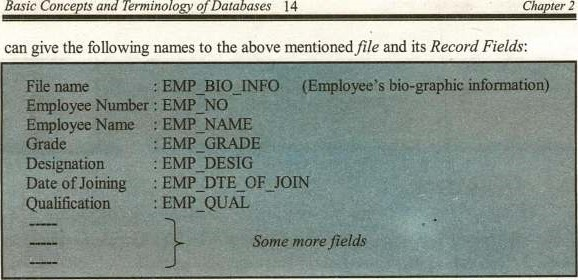 Basic Concepts and Terminology of Databases 14 Chapter 2
can give the following names to the above mentioned file and its Record Fields:
File name : EMP_BIO_INFO (Employee's bio-graphic information)
Employee Number : EMP_NO
Employee Name : EMP_NAME
Grade : EMP_GRADE
Designation : EMP_DESIG
Date of Joining : EMP_DTE_OF_JOIN
Qualification : EMP_QUAL
-----
----- Some more fields
-----